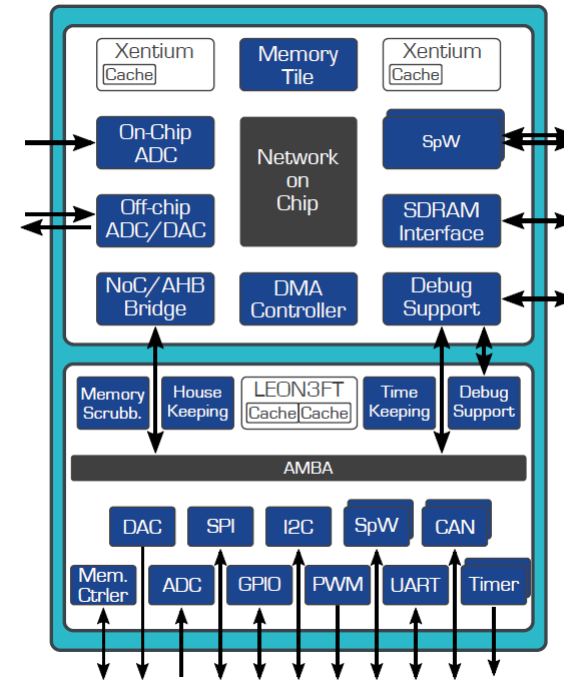 Xentium
Cache
Memory
Tile
Xentium
Cache
On-Chip
ADC
Network
on
Chip
SpW
Off-chip
ADC/DAC
SDRAM
Interface
NoC/AHB
Bridge
DMA
Controller
Debug
Support
Memory
Scrubb.
House
Keeping
LEON3FT
Cache Cache
Time
Keeping
Debug
Support
AMBA
DAC
SPI
I2C
SpW
CAN
Mem.
Ctrler
ADC
GPIO
PWM
UART
Timer